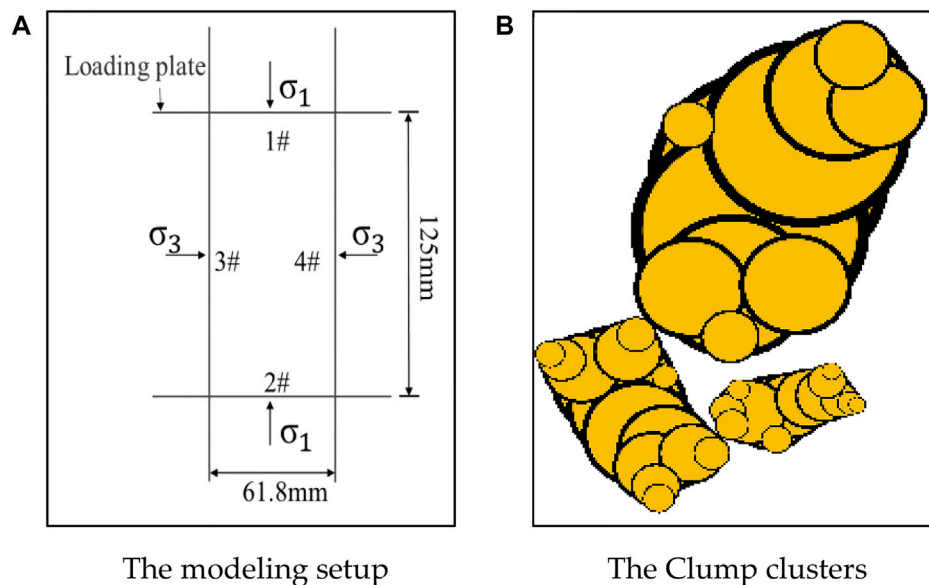 A
Loading plate
σ1
1#
σ3
3#
4#
σ3
125mm
2#
σ1
61.8mm
The modeling setup
B
The Clump clusters